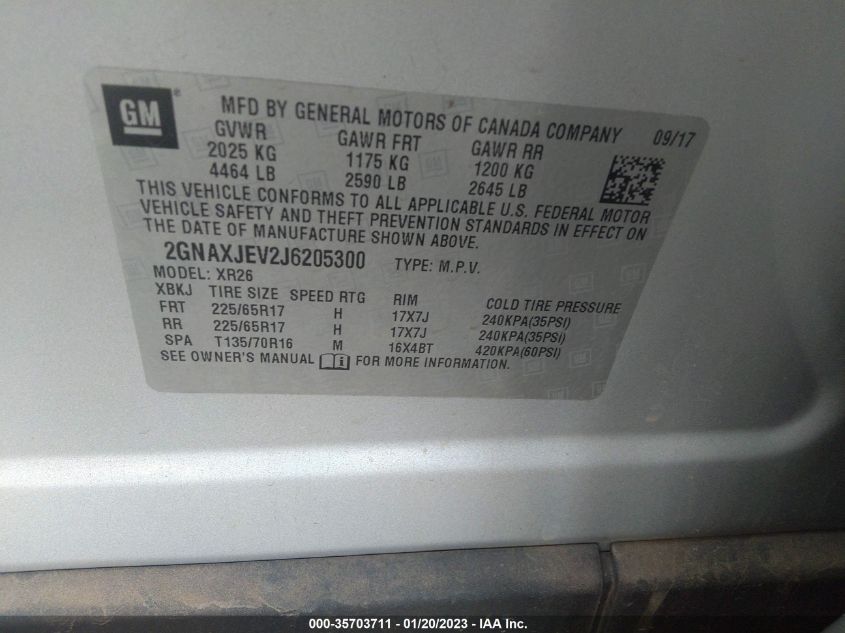 GM ®
MFD BY GENERAL MOTORS OF CANADA COMPANY 09/17
GVWR GAWR FRT GAWR RR
2025 KG 1175 KG 1200 KG
4464 LB 2590 LB 2645 LB
THIS VEHICLE CONFORMS TO ALL APPLICABLE U.S. FEDERAL MOTOR
VEHICLE SAFETY AND THEFT PREVENTION STANDARDS IN EFFECT ON
THE DATE OF MANUFACTURE SHOWN ABOVE.
2GNAXJEV2J6205300 TYPE: M.P.V.
MODEL: XR26
XBKJ TIRE SIZE SPEED RTG RIM COLD TIRE PRESSURE
FRT 225/65R17 H 17X7J 240KPA(35PSI)
RR 225/65R17 H 17X7J 240KPA(35PSI)
SPA T135/70R16 M 16X4BT 420KPA(60PSI)
SEE OWNER'S MANUAL FOR MORE INFORMATION.
000-35703711 - 01/20/2023 - IAA Inc.